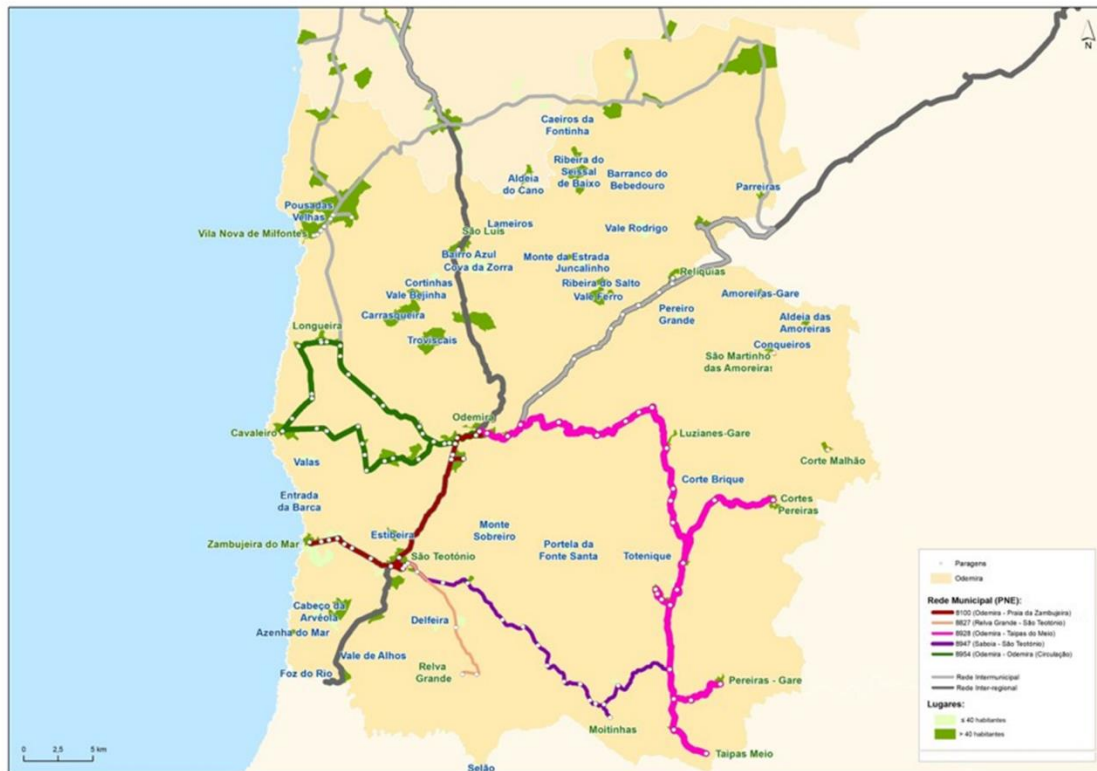 N
Caeiros da
Fontinha
Ribeira do
Seissal
de Baixo
Aldeia
do Cano
Barranco do
Bebedouro
Parreiras
Pousadas
Velhas
Vila Nova de Milfontes
Lameiros
São Luís
Vale Rodrigo
Bairro Azul
Cova da Zorra
Monte da Estrada
Juncalinho
Relíquias
Cortinhas
Vale Bejinha
Ribeira do Salto
Vale Ferro
Amoreiras-Gare
Carrasqueira
Pereiro
Grande
Aldeia das
Amoreiras
Longueira
Troviscais
Conqueiros
São Martinho
das Amoreiras
Odemira
Cavaleiro
Luzianes-Gare
Valas
Corte Malhão
Corte Brique
Entrada
da Barca
Cortes
Pereiras
Estibeira
Monte
Sobreiro
Zambujeira do Mar
São Teotónio
Portela da
Fonte Santa
Totenique
Cabeço da
Arvéola
Azenha do Mar
Delfeira
Vale de Alhos
Relva
Grande
Foz do Rio
Pereiras - Gare
Moitinhas
Taipas Meio
Selão
0 2,5 5 km
Paragens
Odemira
Rede Municipal (PNE):
8100 (Odemira - Praia da Zambujeira)
8827 (Relva Grande - São Teotónio)
8928 (Odemira - Taipas do Meio)
8947 (Saboia - São Teotónio)
8954 (Odemira - Odemira (Circulação)
Rede Intermunicipal
Rede Inter-regional
Lugares:
≤ 40 habitantes
> 40 habitantes